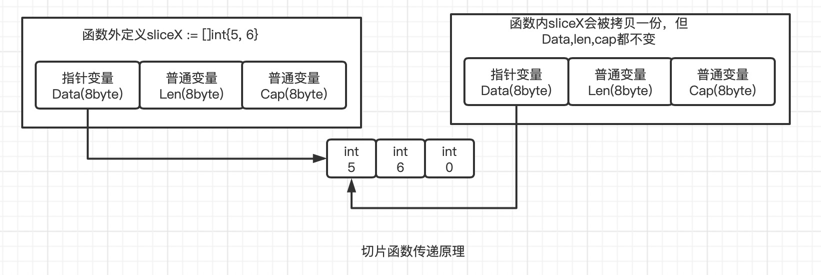 函数外定义sliceX := []int{5, 6}
指针变量
Data(8byte)
普通变量
Len(8byte)
普通变量
Cap(8byte)
函数内sliceX会被拷贝一份，但
Data,len,cap都不变
指针变量
Data(8byte)
普通变量
Len(8byte)
普通变量
Cap(8byte)
int
5
int
6
int
0
切片函数传递原理